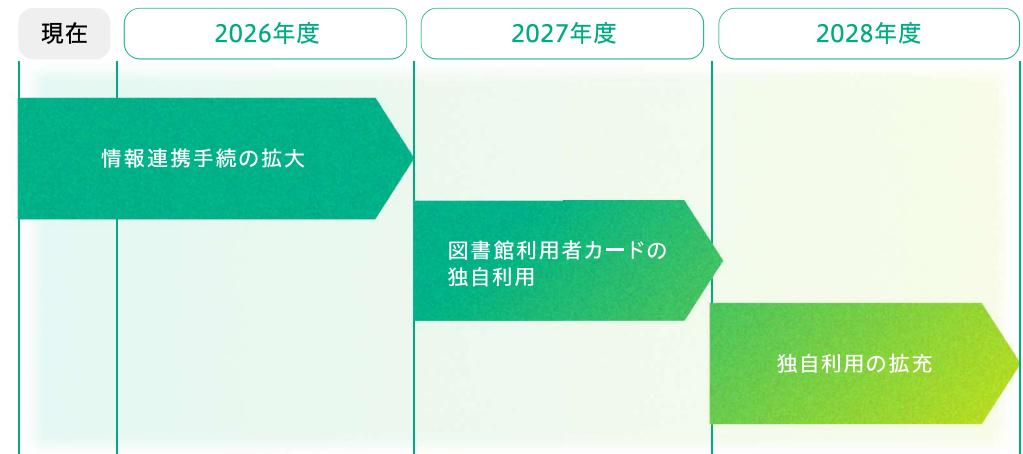 現在
2026年度
2027年度
2028年度
情報連携手続の拡大
図書館利用者カードの
独自利用
独自利用の拡充